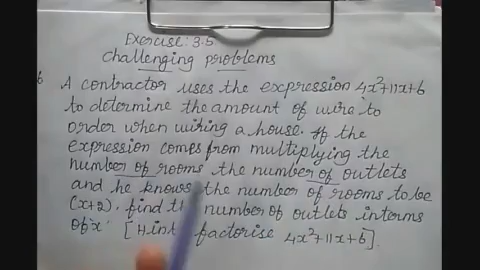 Exercise: 3.5
challenging problems
6 A contractor uses the expression 4x²+11x+6
to determine the amount of wire to
order when wiring a house. If the
expression comes from multiplying the
number of rooms the number of outlets
and he knows the number of rooms to be
(x+2). find the number of outlets interms
of 'x' [Hint factorise 4x²+11x+6].